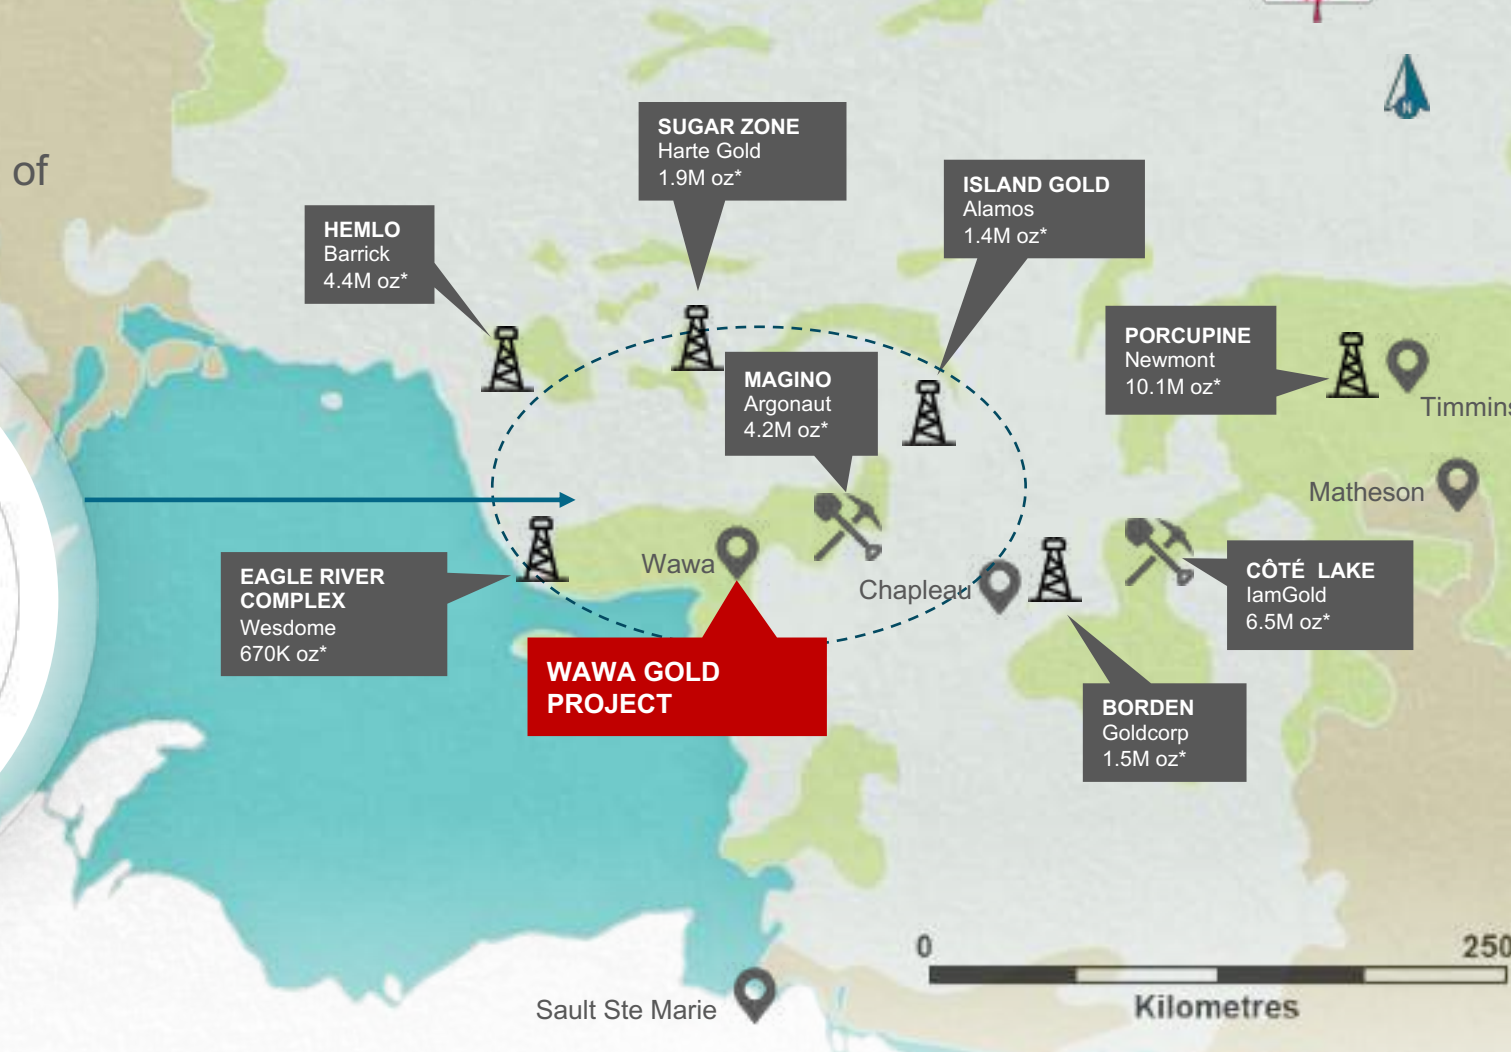 of
N
SUGAR ZONE
Harte Gold
1.9M oz*
ISLAND GOLD
Alamos
1.4M oz*
HEMLO
Barrick
4.4M oz*
PORCUPINE
Newmont
10.1M oz*
MAGINO
Argonaut
4.2M oz*
Timmins
Matheson
Wawa
Chapleau
EAGLE RIVER
COMPLEX
Wesdome
670K oz*
CÔTÉ LAKE
IamGold
6.5M oz*
WAWA GOLD
PROJECT
BORDEN
Goldcorp
1.5M oz*
0 250
Kilometres
Sault Ste Marie